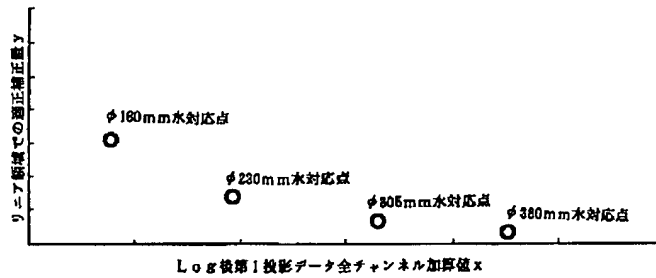 リニア領域での適正補正量y
φ160mm水対応点
φ230mm水対応点
φ305mm水対応点
φ380mm水対応点
Log後第1投影データ全チャンネル加算値x